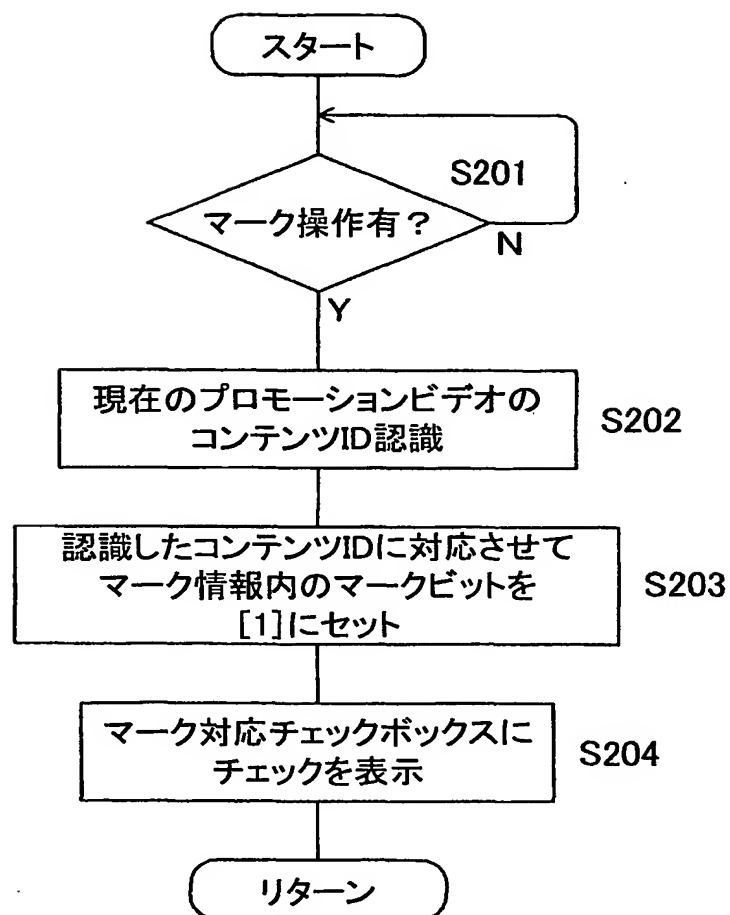 スタート
S201
マーク操作有？
N
Y
現在のプロモーションビデオの
コンテンツID認識
S202
認識したコンテンツIDに対応させて
マーク情報内のマークビットを
[1]にセット
S203
マーク対応チェックボックスに
チェックを表示
S204
リターン